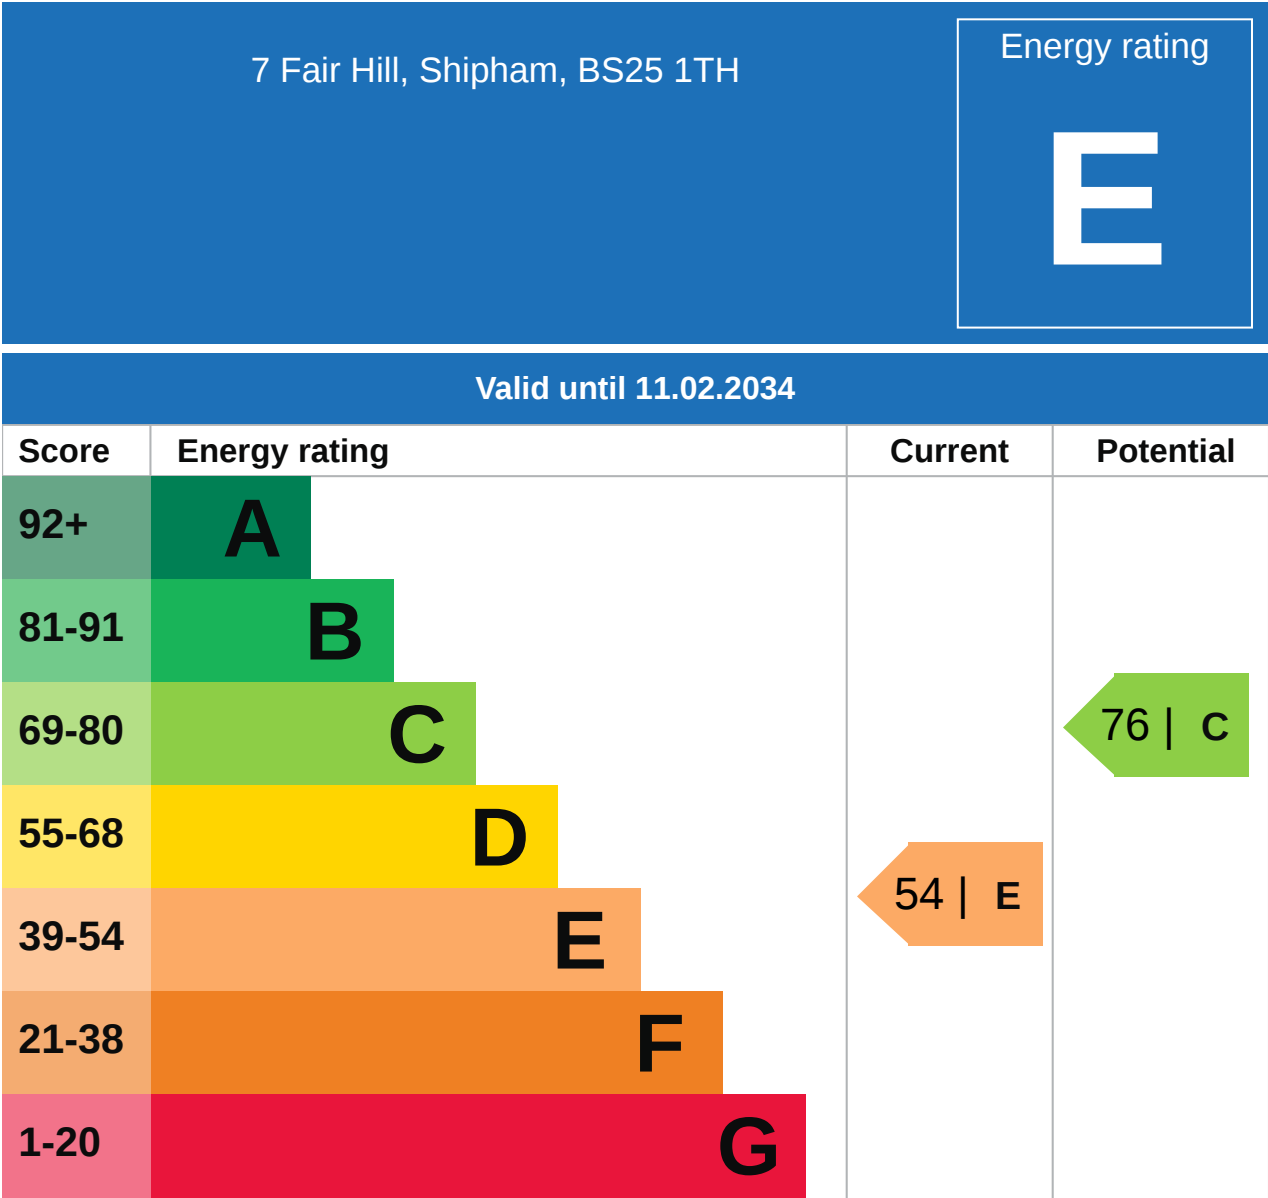 7 Fair Hill, Shipham, BS25 1TH
Energy rating
E
Valid until 11.02.2034
Score Energy rating Current Potential
92+ A
81-91 B
69-80 C 76 | C
55-68 D
39-54 E 54 | E
21-38 F
1-20 G